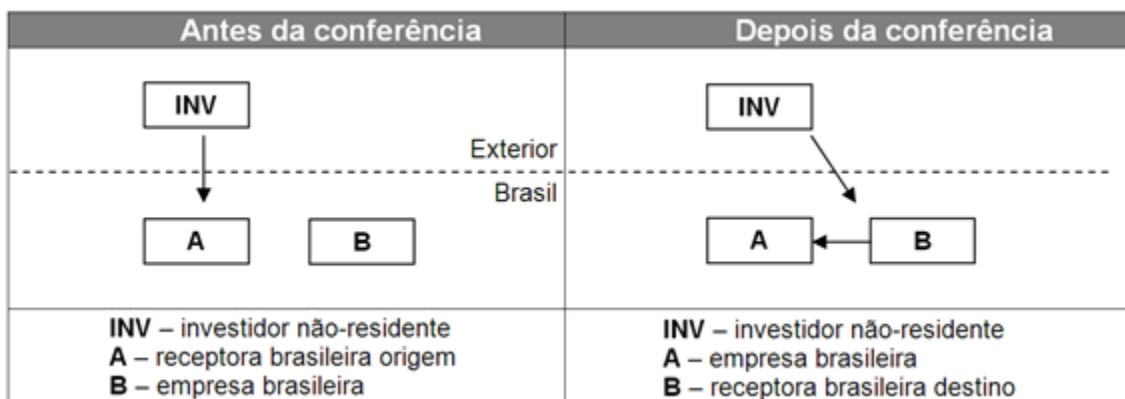 Antes da conferência
Depois da conferência
INV
Exterior
Brasil
A
B
INV
A
B
INV – investidor não-residente
A – receptora brasileira origem
B – empresa brasileira
INV – investidor não-residente
A – empresa brasileira
B – receptora brasileira destino